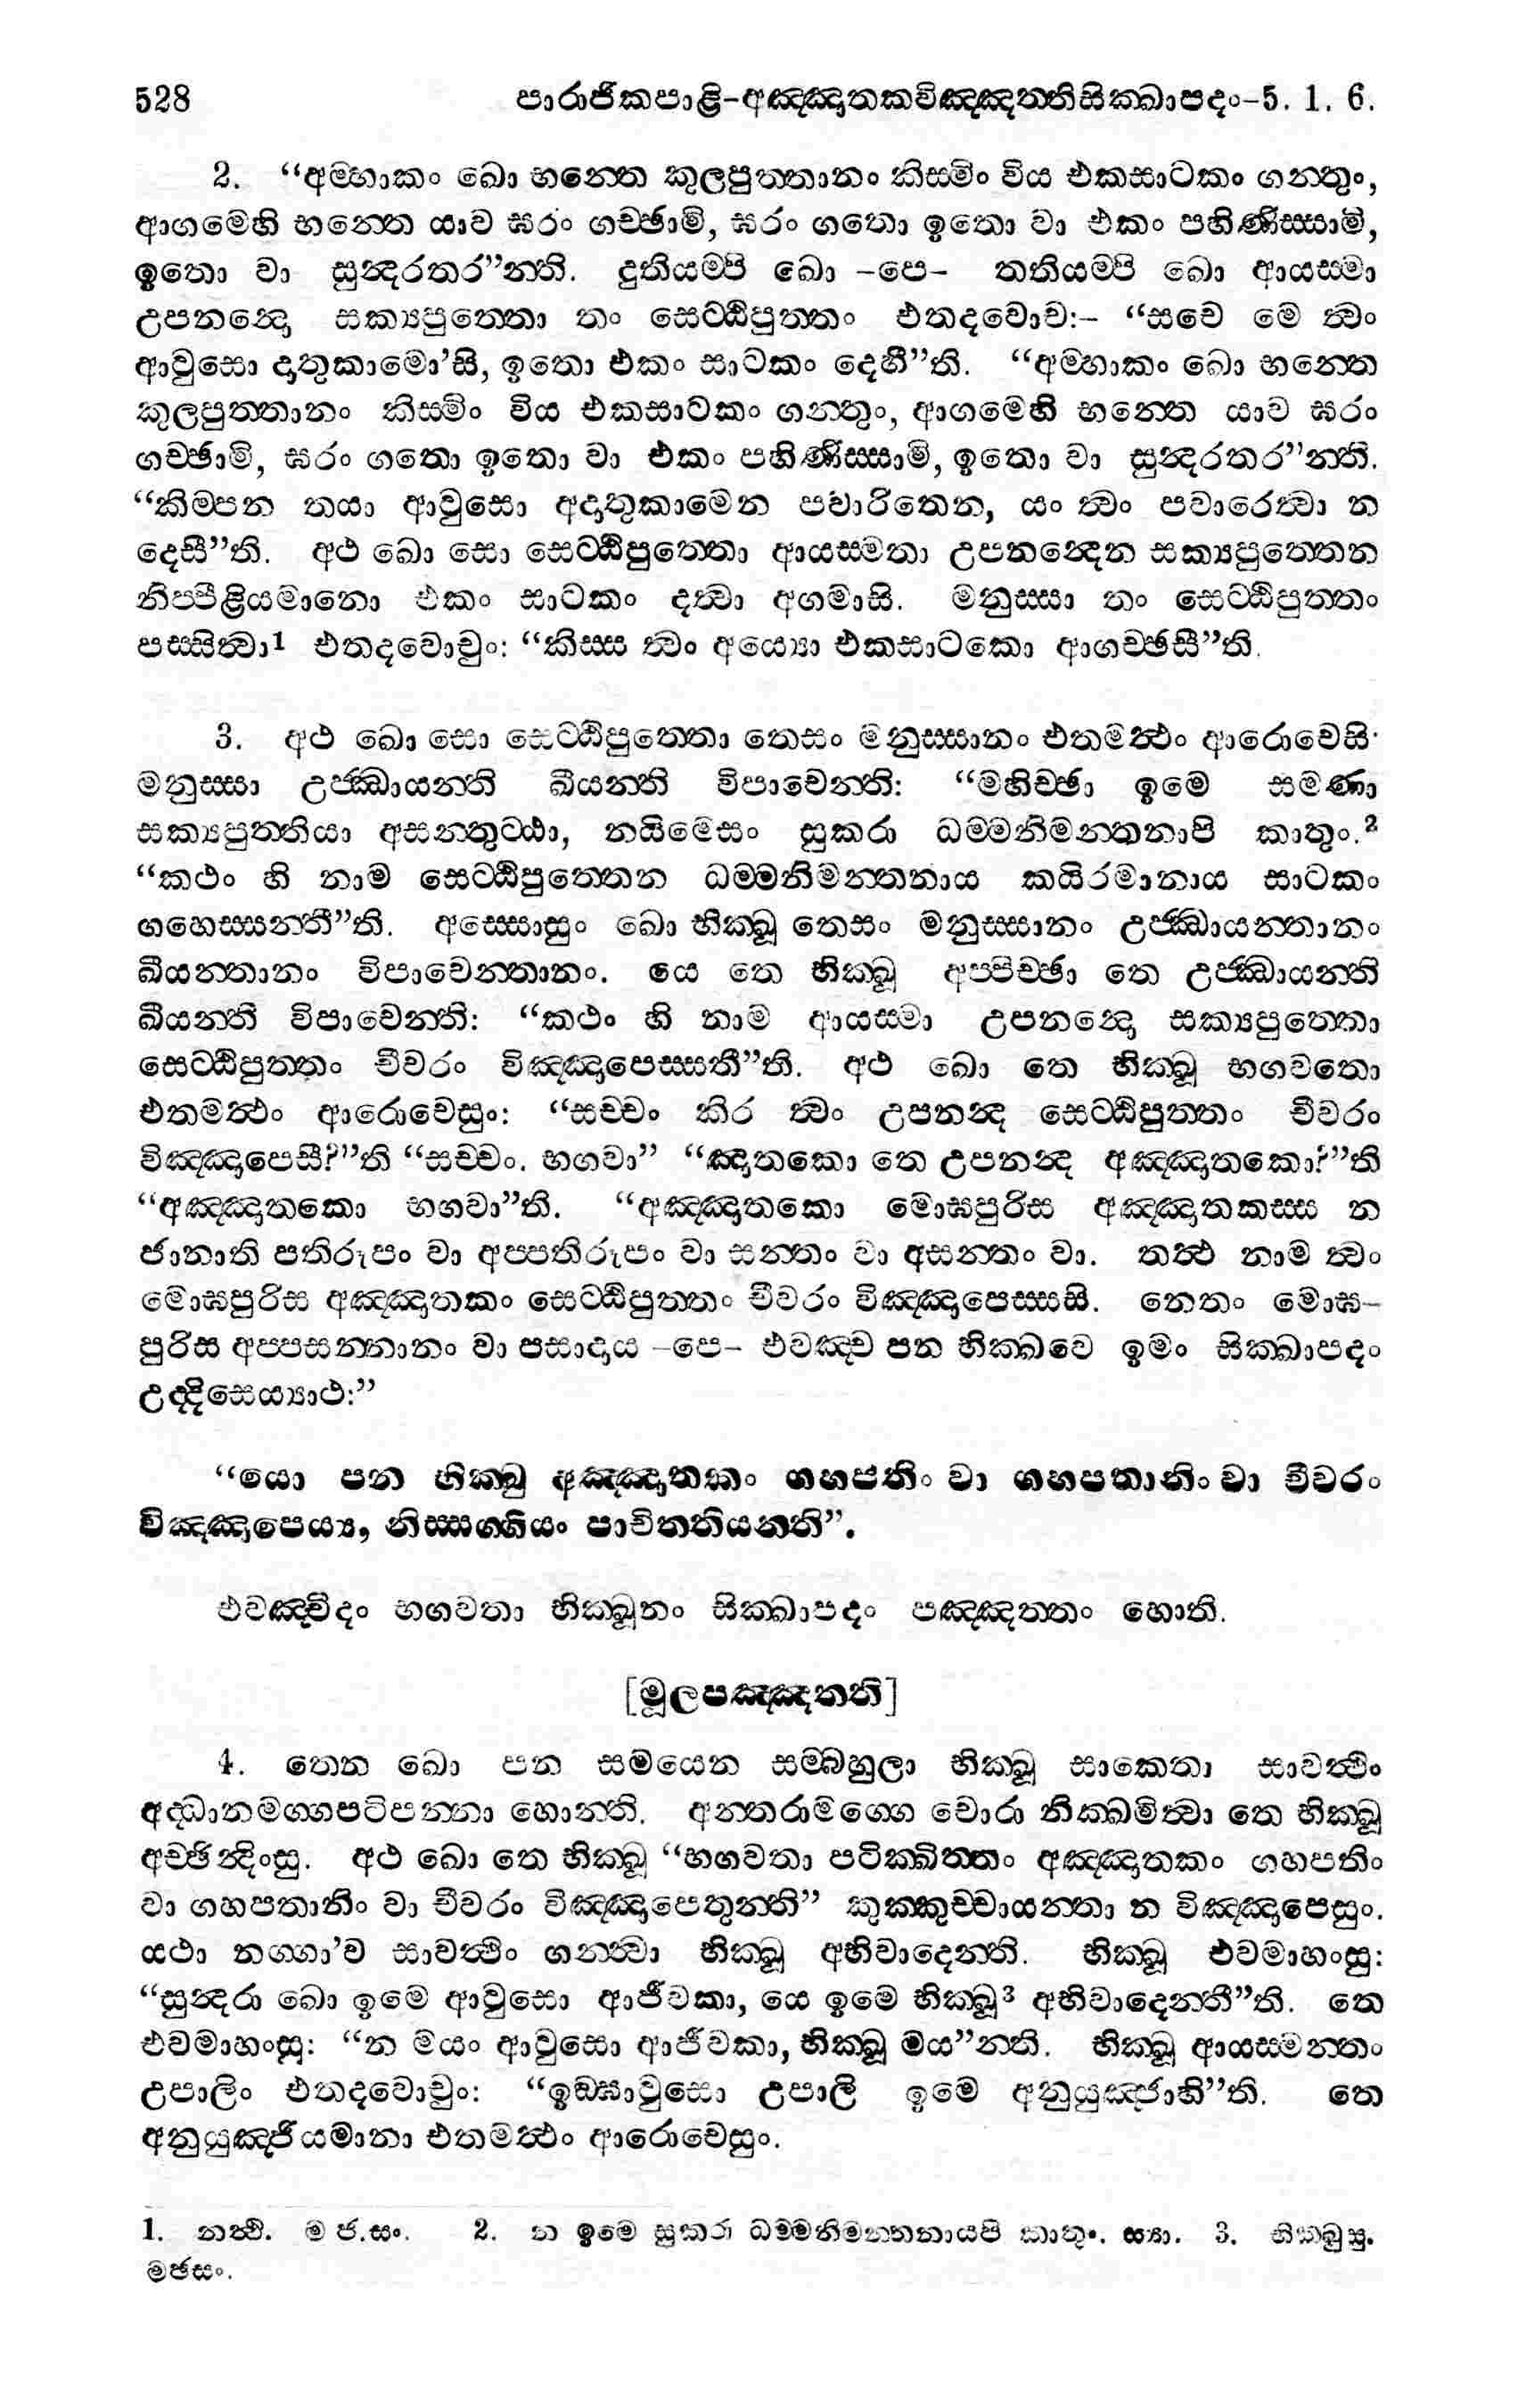 528 පාරාජිකපාළි-අඤ්ඤාතකවිඤ්ඤත්තිසික්ඛාපදං-5. 1. 6.
2. “අම්හාකං ඛො භන්තෙ කුලපුත්තානං කිස්මිං විය එකසාටකං ගන්තුං,
ආගමෙහි භන්තෙ යාව ඝරං ගච්ඡාමි, ඝරං ගතො ඉතො වා එකං පහිණිස්සාමි,
ඉතො වා සුන්දරතර”න්ති. දුතියම්පි ඛො -පෙ- තතියම්පි ඛො ආයස්මා
උපනන්දො සක්‍යපුත්තො තං සෙට්ඨිපුත්තං එතදවොච:- “සචෙ මෙ ත්වං
ආවුසො දාතුකාමො’සි, ඉතො එකං සාටකං දෙහී”ති. “අම්හාකං ඛො භන්තෙ
කුලපුත්තානං කිස්මිං විය එකසාටකං ගන්තුං, ආගමෙහි භන්තෙ යාව ඝරං
ගච්ඡාමි, ඝරං ගතො ඉතො වා එකං පහිණිස්සාමි, ඉතො වා සුන්දරතර”න්ති.
“කිම්පන තයා ආවුසො අදාතුකාමෙන පවාරිතෙන, යං ත්වං පවාරෙත්වා න
දෙසී”ති. අථ ඛො සො සෙට්ඨිපුත්තො ආයස්මතා උපනන්දෙන සක්‍යපුත්තෙන
නිප්පීළියමානො එකං සාටකං දත්වා අගමාසි. මනුස්සා තං සෙට්ඨිපුත්තං
පස්සිත්වා1 එතදවොචුං: “කිස්ස ත්වං අය්‍යො එකසාටකො ආගච්ඡසී”ති.
3. අථ ඛො සො සෙට්ඨිපුත්තො තෙසං මනුස්සානං එතමත්ථං ආරොචෙසි.
මනුස්සා උජ්ඣායන්ති ඛීයන්ති විපාචෙන්ති: “මහිච්ඡා ඉමෙ සමණා
සක්‍යපුත්තියා අසන්තුට්ඨා, නයිමෙසං සුකරා ධම්මනිමන්තනාපි කාතුං.2
“කථං හි නාම සෙට්ඨිපුත්තෙන ධම්මනිමන්තනාය කයිරමානාය සාටකං
ගහෙස්සන්තී”ති. අස්සොසුං ඛො භික්ඛූ තෙසං මනුස්සානං උජ්ඣායන්තානං
ඛීයන්තානං විපාචෙන්තානං. යෙ තෙ භික්ඛූ අප්පිච්ඡා තෙ උජ්ඣායන්ති
ඛීයන්ති විපාචෙන්ති: “කථං හි නාම ආයස්මා උපනන්දො සක්‍යපුත්තො
සෙට්ඨිපුත්තං චීවරං විඤ්ඤාපෙස්සතී”ති. අථ ඛො තෙ භික්ඛූ භගවතො
එතමත්ථං ආරොචෙසුං: “සච්චං කිර ත්වං උපනන්ද සෙට්ඨිපුත්තං චීවරං
විඤ්ඤාපෙසී?”ති “සච්චං. භගවා” “ඤාතකො තෙ උපනන්ද අඤ්ඤාතකො?”ති
“අඤ්ඤාතකො භගවා”ති. “අඤ්ඤාතකො මොඝපුරිස අඤ්ඤාතකස්ස න
ජානාති පතිරූපං වා අප්පතිරූපං වා සන්තං වා අසන්තං වා. තත්ථ නාම ත්වං
මොඝපුරිස අඤ්ඤාතකං සෙට්ඨිපුත්තං චීවරං විඤ්ඤාපෙස්සසි. නෙතං මොඝ-
පුරිස අප්පසන්නානං වා පසාදාය -පෙ- එවඤ්ච පන භික්ඛවෙ ඉමං සික්ඛාපදං
උද්දිසෙය්‍යාථ:”
“යො පන භික්ඛු අඤ්ඤාතකං ගහපතිං වා ගහපතානිං වා චීවරං
විඤ්ඤාපෙය්‍ය, නිස්සග්ගියං පාචිත්තියන්ති”.
එවඤ්චිදං භගවතා භික්ඛූනං සික්ඛාපදං පඤ්ඤත්තං හොති.
[මූලපඤ්ඤත්ති]
4. තෙන ඛො පන සමයෙන සම්බහුලා භික්ඛූ සාකෙතා සාවත්ථිං
අද්ධානමග්ගපටිපන්නා හොන්ති. අන්තරාමග්ගෙ චොරා නික්ඛමිත්වා තෙ භික්ඛූ
අච්ඡින්දිංසු. අථ ඛො තෙ භික්ඛූ “භගවතා පටික්ඛිත්තං අඤ්ඤාතකං ගහපතිං
වා ගහපතානිං වා චීවරං විඤ්ඤාපෙතුන්ති” කුක්කුච්චායන්තා න විඤ්ඤාපෙසුං.
යථා නග්ගා’ව සාවත්ථිං ගන්ත්වා භික්ඛූ අභිවාදෙන්ති. භික්ඛූ එවමාහංසු:
“සුන්දරා ඛො ඉමෙ ආවුසො ආජීවකා, යෙ ඉමෙ භික්ඛූ3 අභිවාදෙන්තී”ති. තෙ
එවමාහංසු: “න මයං ආවුසො ආජීවකා, භික්ඛූ මය”න්ති. භික්ඛූ ආයස්මන්තං
උපාලිං එතදවොචුං: “ඉඞ්ඝාවුසො උපාලි ඉමෙ අනුයුඤ්ජාහි”ති. තෙ
අනුයුඤ්ජියමානා එතමත්ථං ආරොචෙසුං.
1. නත්ථි. ම ජ.සං. 2. න ඉමෙ සුකරා ධම්මනිමන්තනායපි කාතුං. ස්‍යා. 3. භික්ඛුසු.
මජසං.